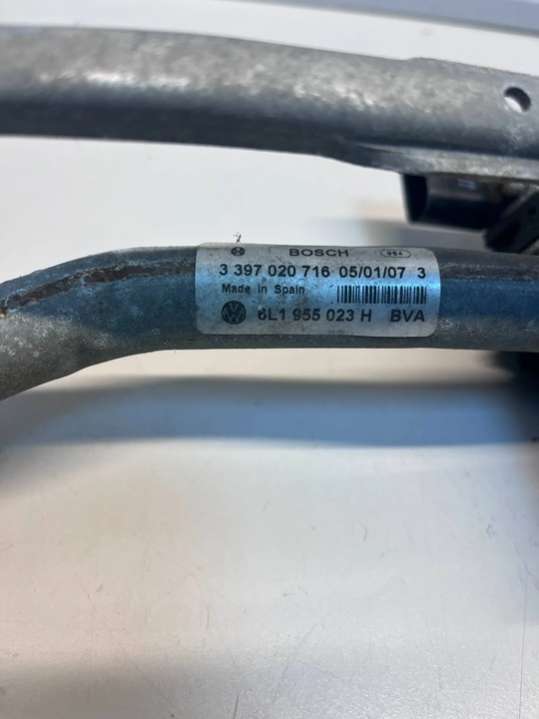 BOSCH
3 397 020 716 05/01/07 3
Made in Spain
6L1 955 023 H BVA